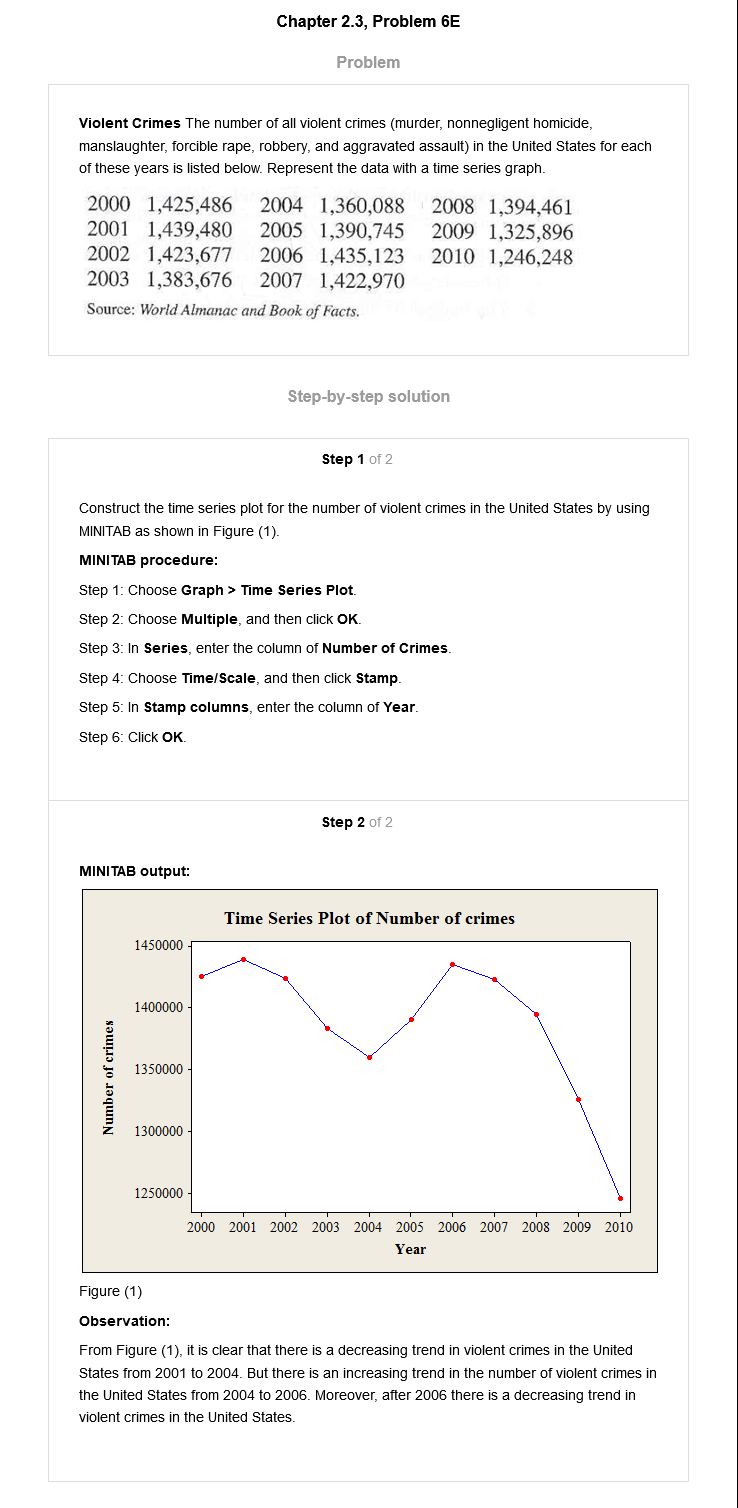 Chapter 2.3, Problem 6E
Problem
Violent Crimes The number of all violent crimes (murder, nonnegligent homicide,
manslaughter, forcible rape, robbery, and aggravated assault) in the United States for each
of these years is listed below. Represent the data with a time series graph.
2000 1,425,486 2004 1,360,088 2008 1,394,461
2001 1,439,480 2005 1,390,745 2009 1,325,896
2002 1,423,677 2006 1,435,123 2010 1,246,248
2003 1,383,676 2007 1,422,970
Source: World Almanac and Book of Facts.
Step-by-step solution
Step 1 of 2
Construct the time series plot for the number of violent crimes in the United States by using
MINITAB as shown in Figure (1).
MINITAB procedure:
Step 1: Choose Graph > Time Series Plot.
Step 2: Choose Multiple, and then click OK.
Step 3: In Series, enter the column of Number of Crimes.
Step 4: Choose Time/Scale, and then click Stamp.
Step 5: In Stamp columns, enter the column of Year.
Step 6: Click OK.
Step 2 of 2
MINITAB output:
Time Series Plot of Number of crimes
Number of crimes
1450000
1400000
1350000
1300000
1250000
2000 2001 2002 2003 2004 2005 2006 2007 2008 2009 2010
Year
Figure (1)
Observation:
From Figure (1), it is clear that there is a decreasing trend in violent crimes in the United
States from 2001 to 2004. But there is an increasing trend in the number of violent crimes in
the United States from 2004 to 2006. Moreover, after 2006 there is a decreasing trend in
violent crimes in the United States.